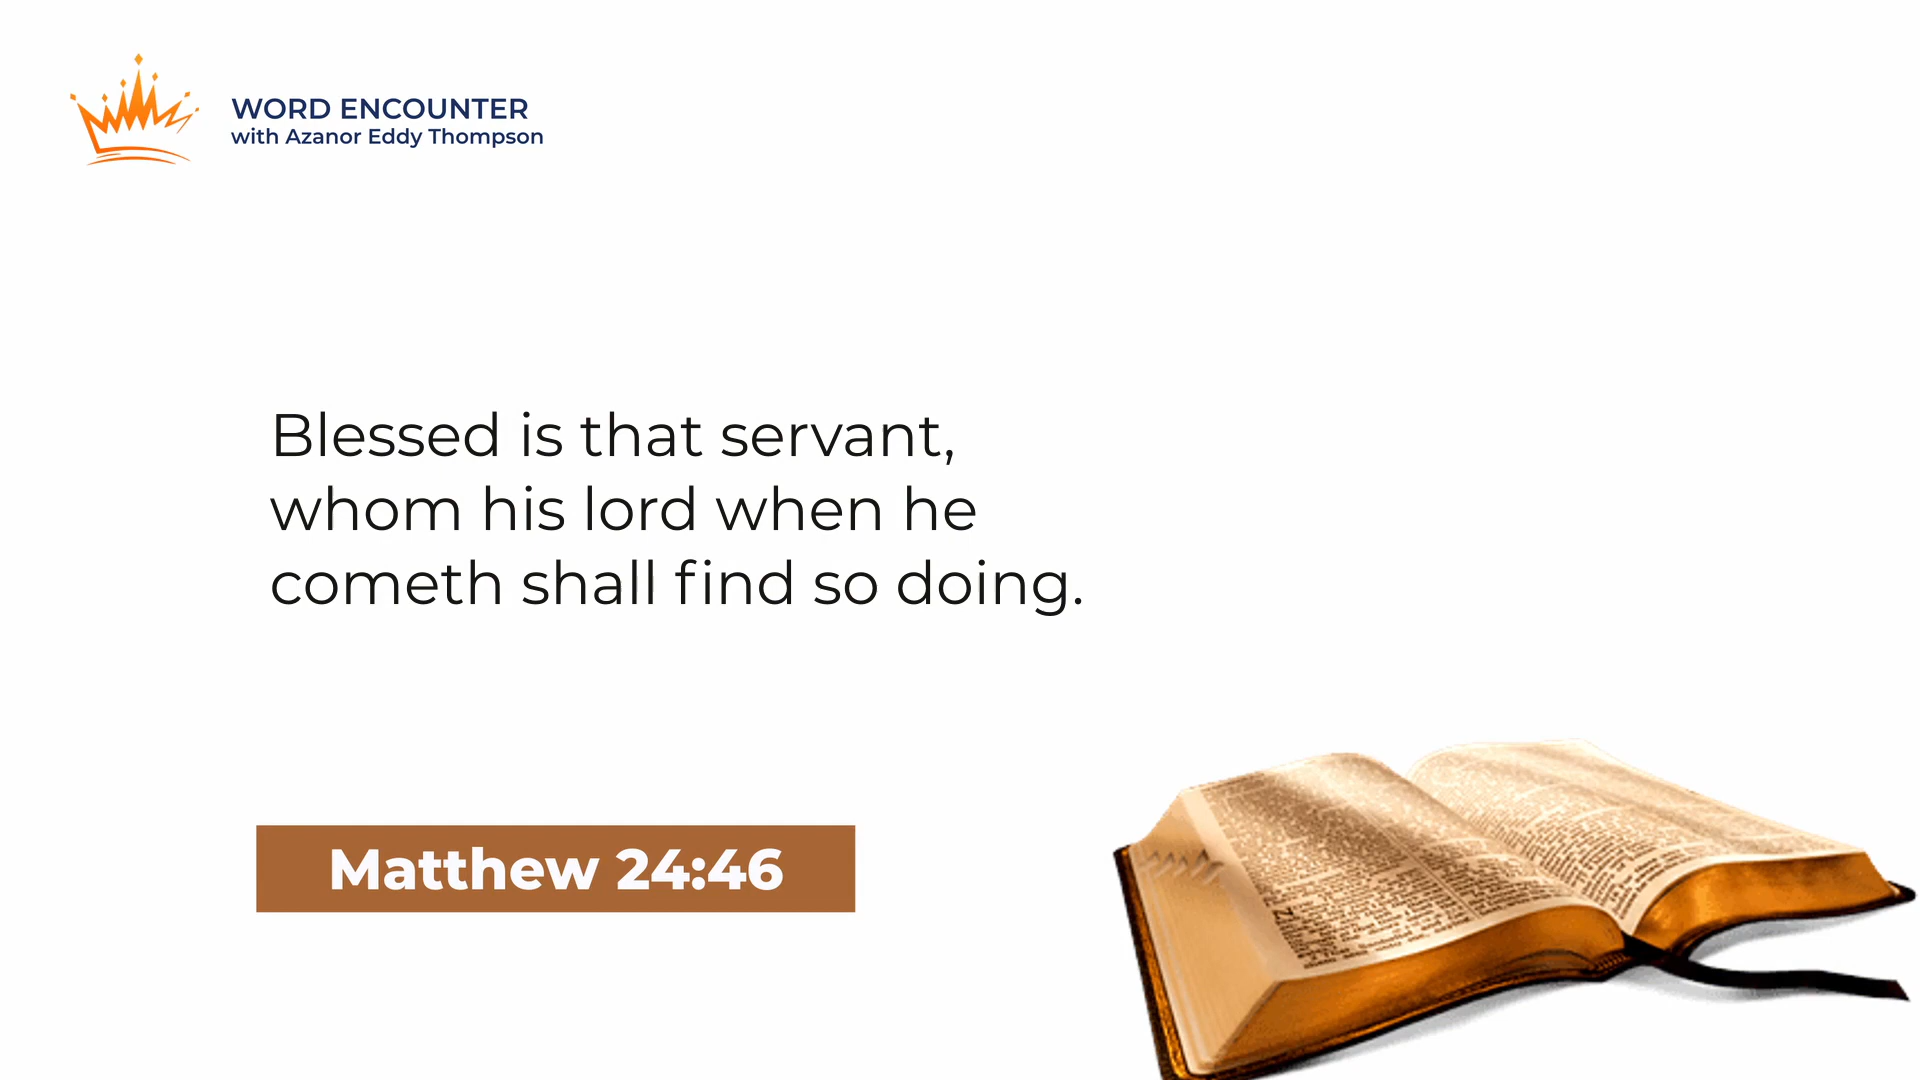 WORD ENCOUNTER
with Azanor Eddy Thompson
Blessed is that servant,
whom his lord when he
cometh shall find so doing.
Matthew 24:46